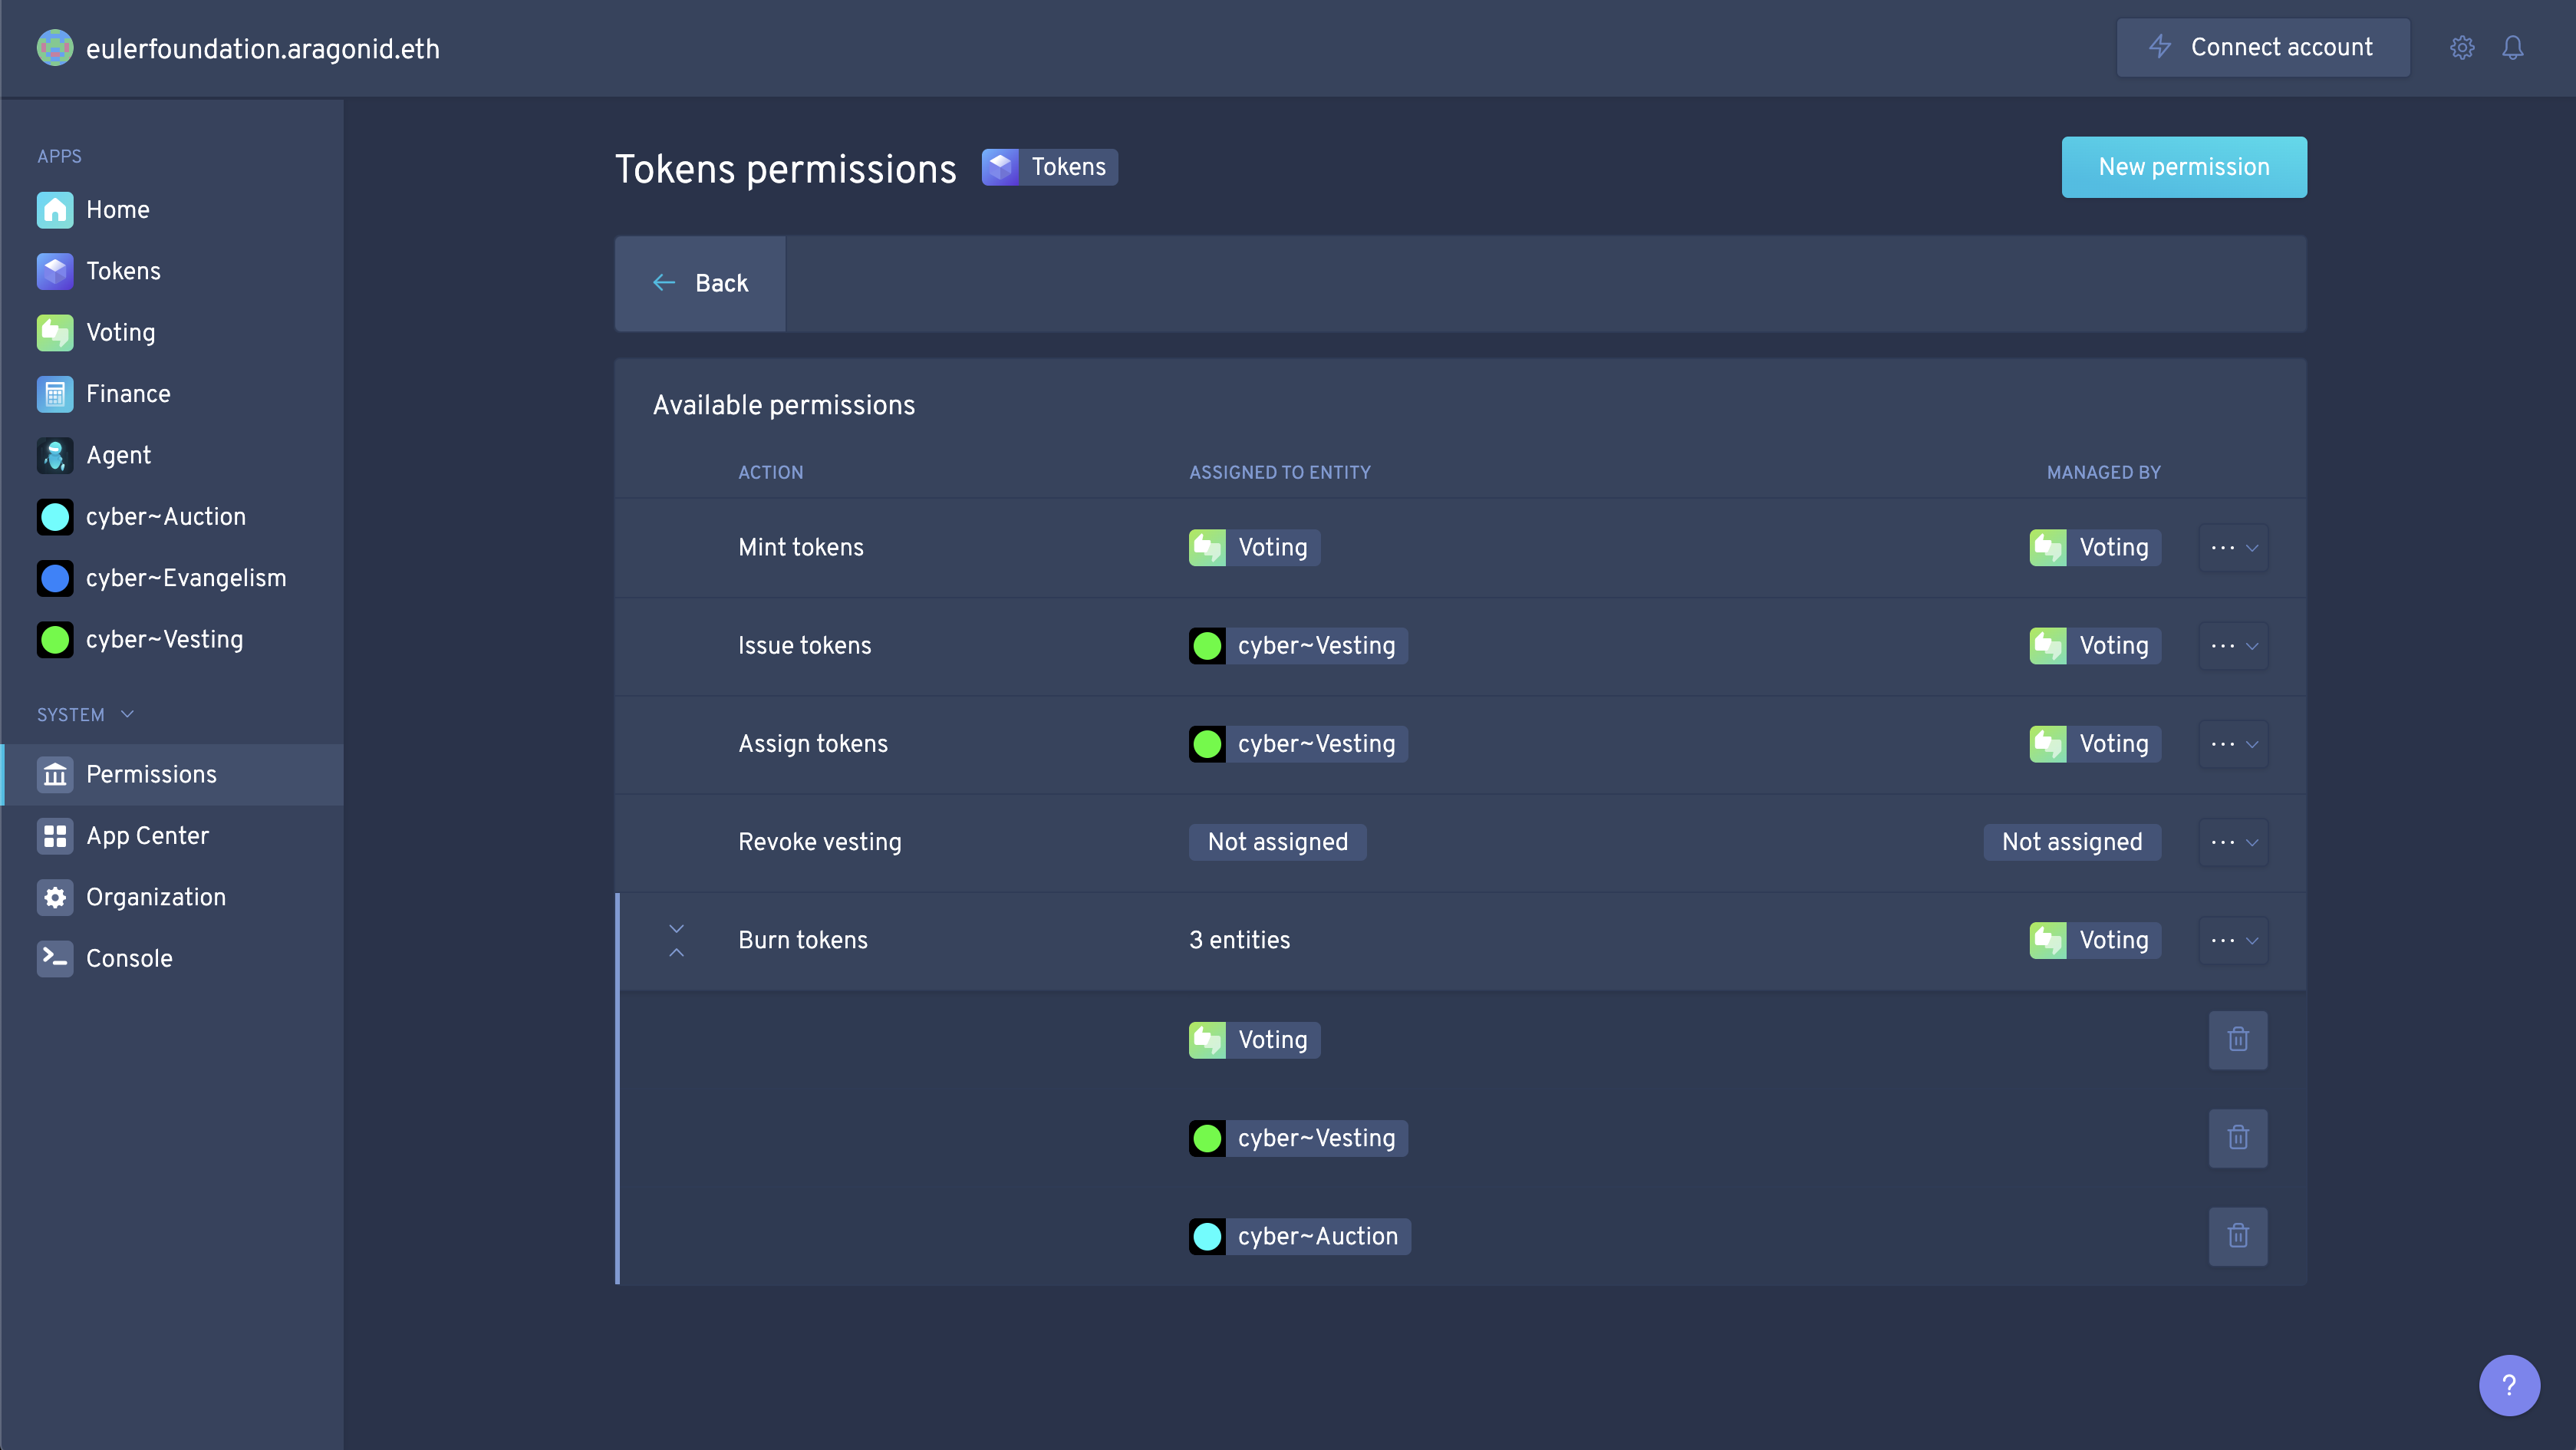 eulerfoundation.aragonid.eth
Connect account
APPS
Home
Tokens
Voting
Finance
Agent
cyber~Auction
cyber~Evangelism
cyber~Vesting
SYSTEM
Permissions
App Center
Organization
Console
Tokens permissions
Tokens
New permission
Back
Available permissions
ACTION ASSIGNED TO ENTITY MANAGED BY
Mint tokens Voting Voting
Issue tokens cyber~Vesting Voting
Assign tokens cyber~Vesting Voting
Revoke vesting Not assigned Not assigned
Burn tokens 3 entities Voting
Voting
cyber~Vesting
cyber~Auction
?